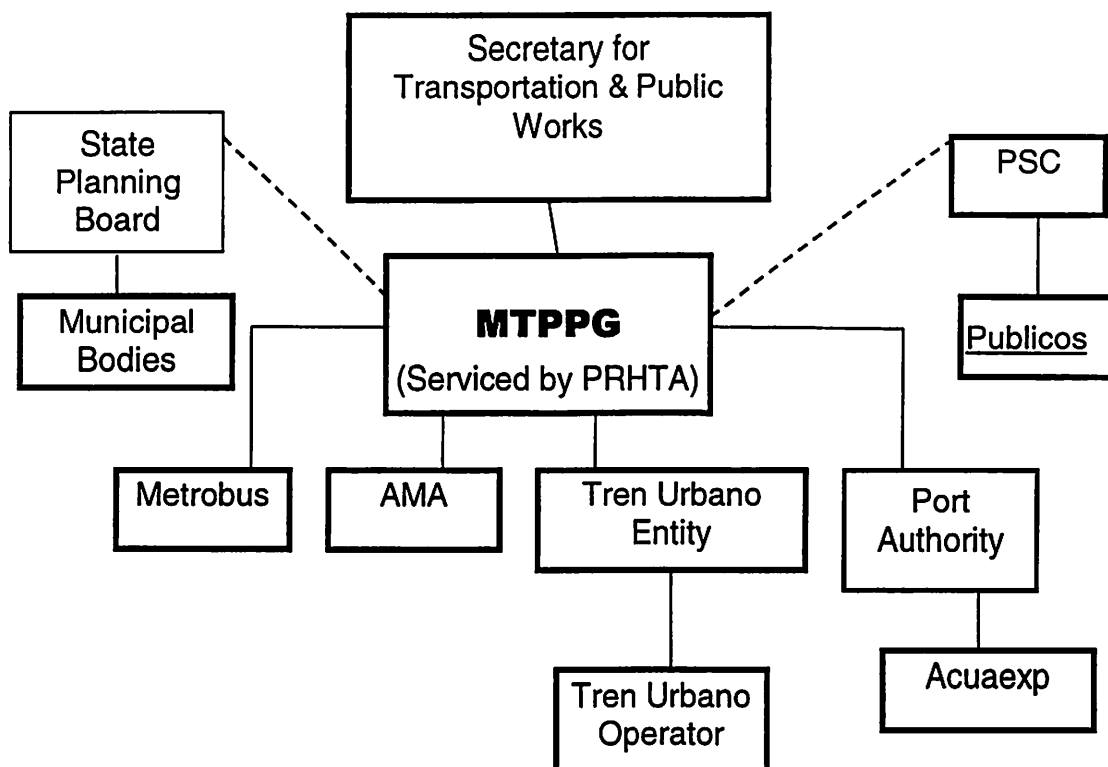 Secretary for
Transportation & Public
Works
State
Planning
Board
PSC
MTPPG
(Serviced by PRHTA)
Municipal
Bodies
Publicos
Metrobus
AMA
Tren Urbano
Entity
Port
Authority
Tren Urbano
Operator
Acuaexp